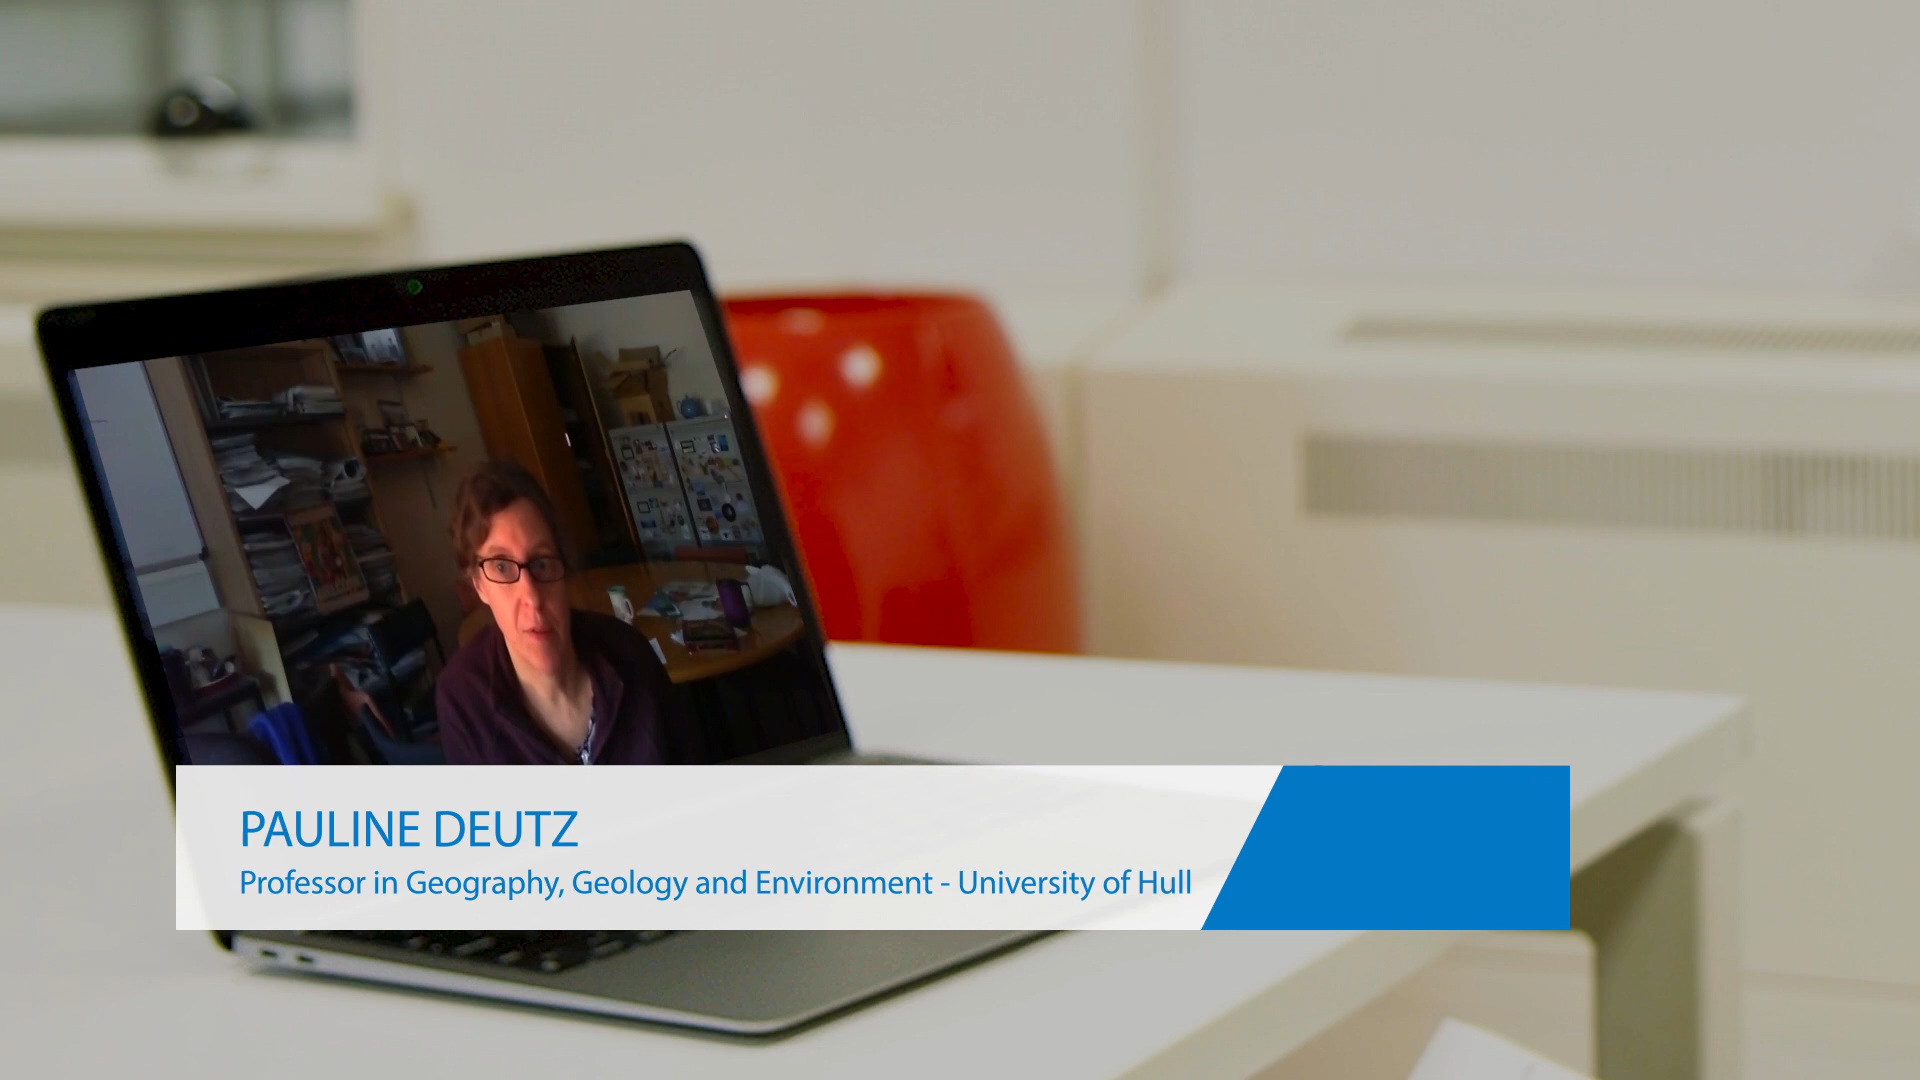 PAULINE DEUTZ
Professor in Geography, Geology and Environment - University of Hull